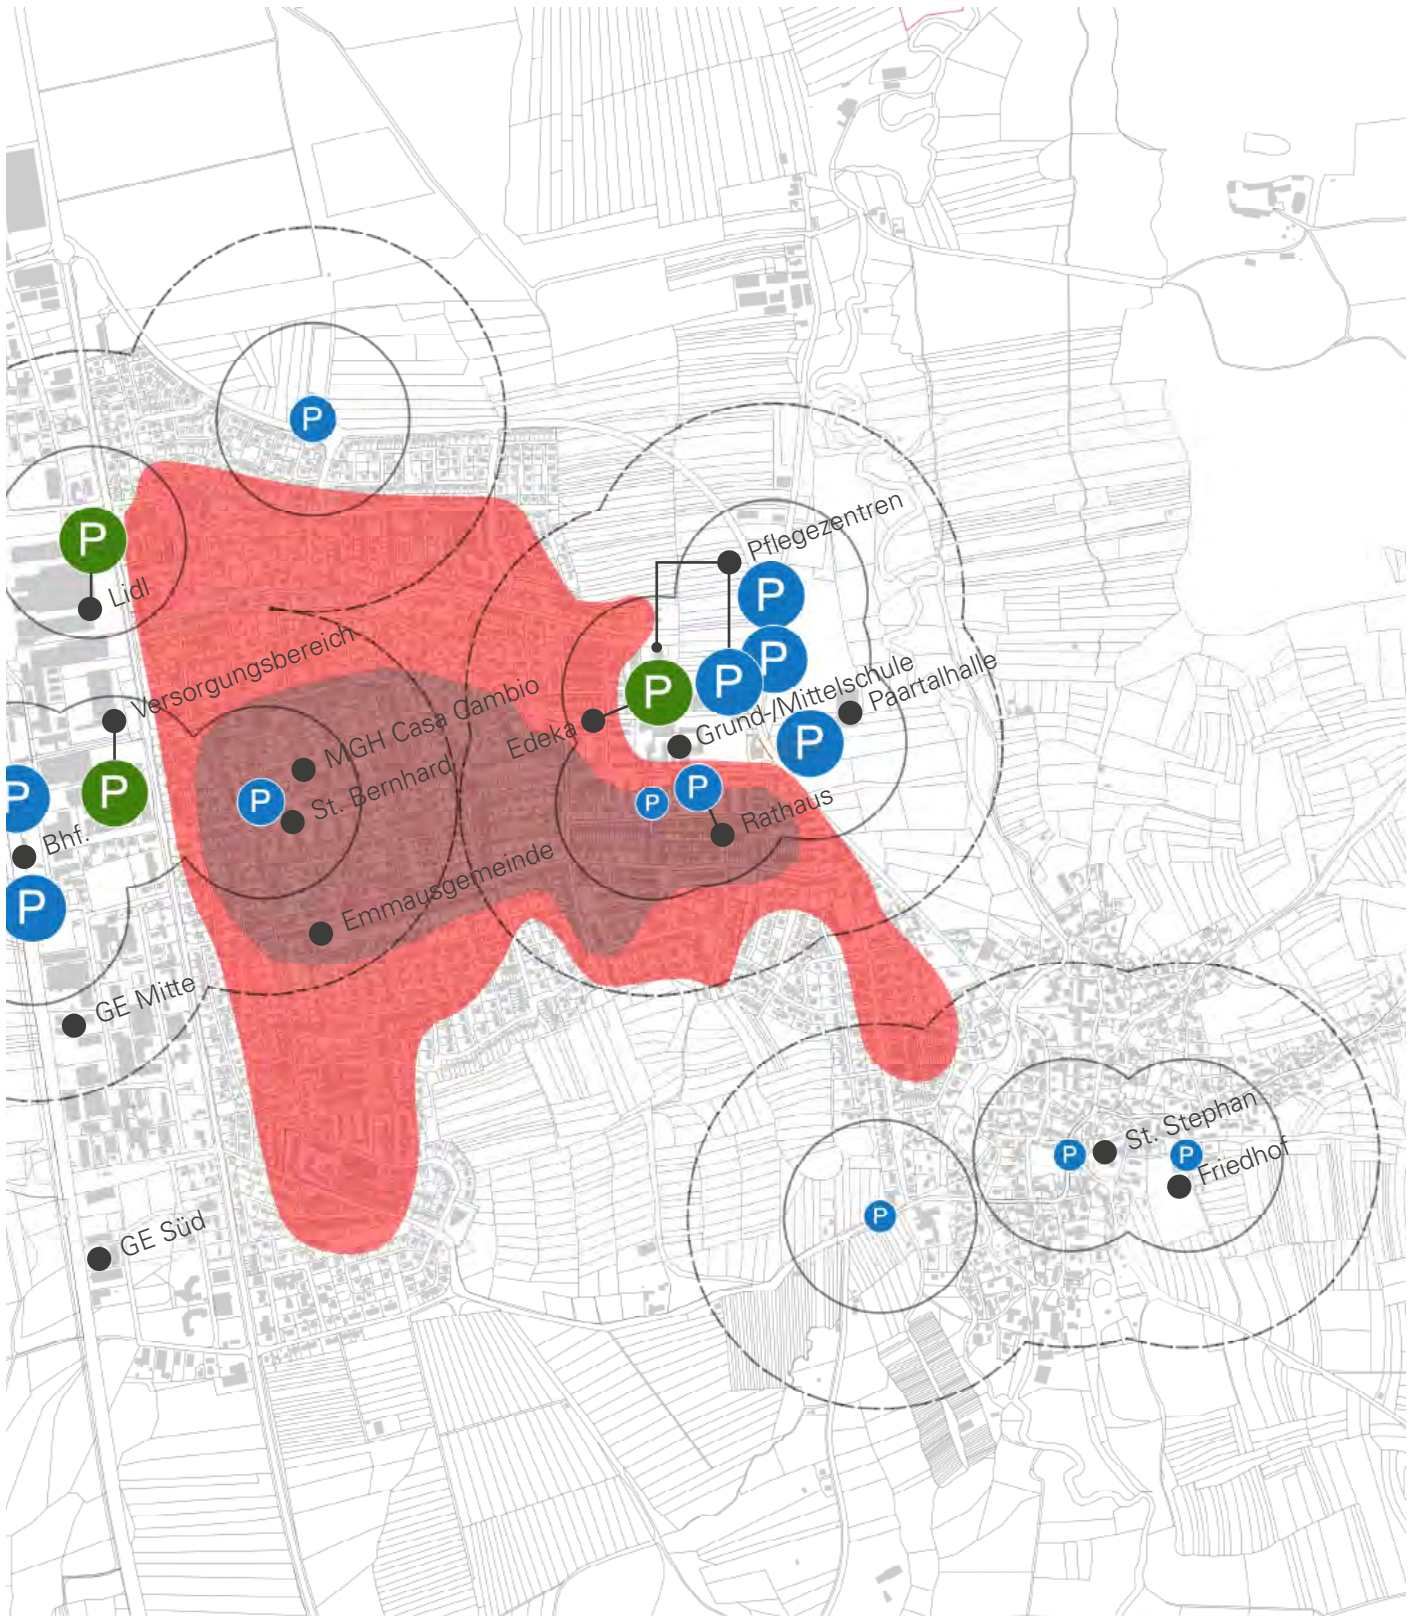 P
P
Pflegezentren
P
Lidl
P
P
Versorgungsbereich
P
P
Grund-/Mittelschule
Paartalhalle
MGH Casa Cambio
Edeka
P
P
P
P
P
P
St. Bernhard
Rathaus
Bhf.
Emmausgemeinde
P
GE Mitte
St. Stephan
P
P
Friedhof
P
GE Süd